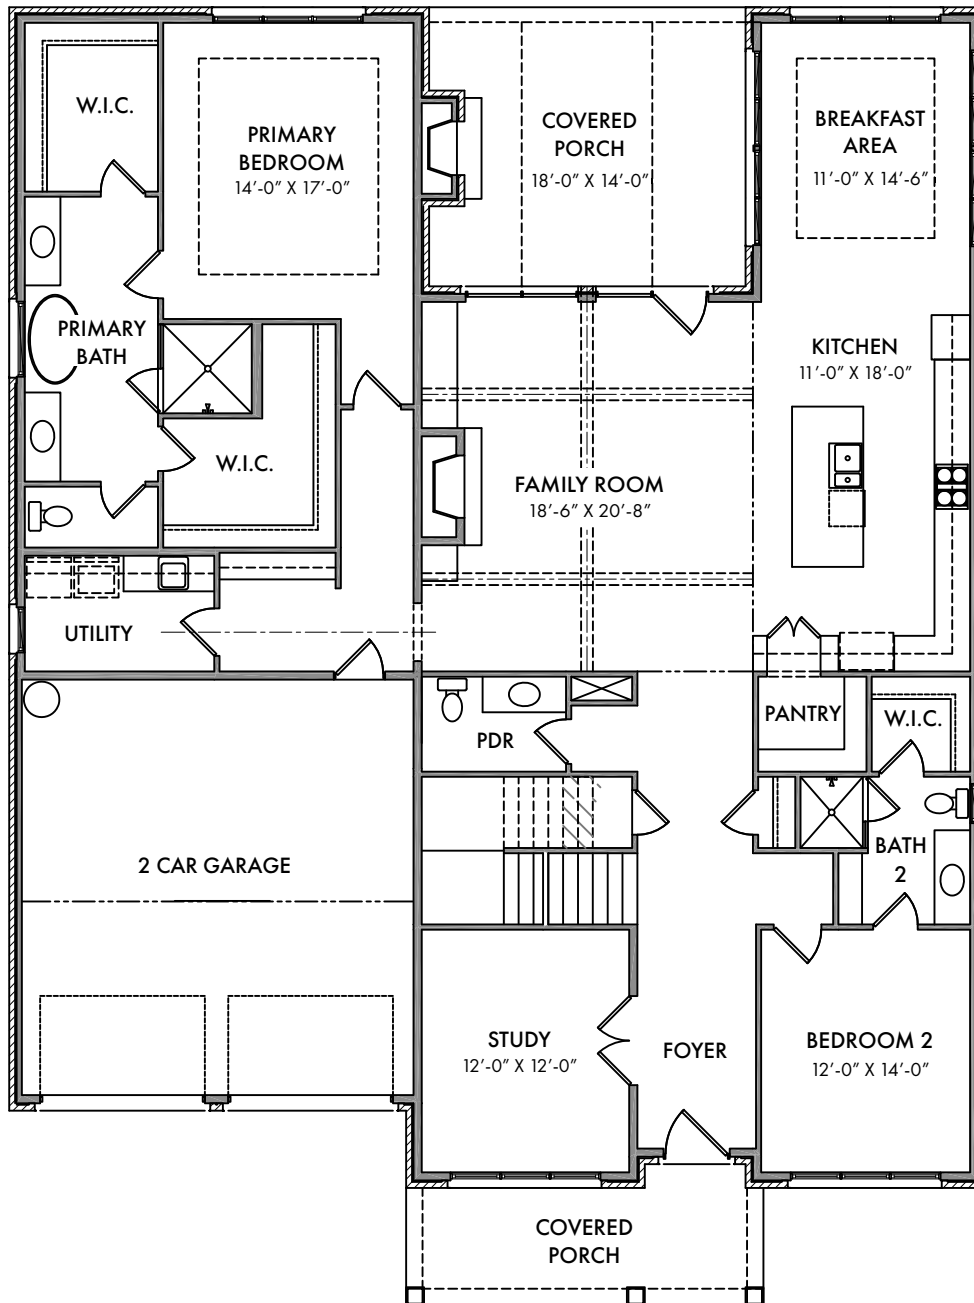 W.I.C.
PRIMARY
BEDROOM
14'-0" X 17'-0"
COVERED
PORCH
18'-0" X 14'-0"
BREAKFAST
AREA
11'-0" X 14'-6"
PRIMARY
BATH
KITCHEN
11'-0" X 18'-0"
W.I.C.
FAMILY ROOM
18'-6" X 20'-8"
UTILITY
PDR
PANTRY
W.I.C.
2 CAR GARAGE
BATH
2
STUDY
12'-0" X 12'-0"
FOYER
BEDROOM 2
12'-0" X 14'-0"
COVERED
PORCH